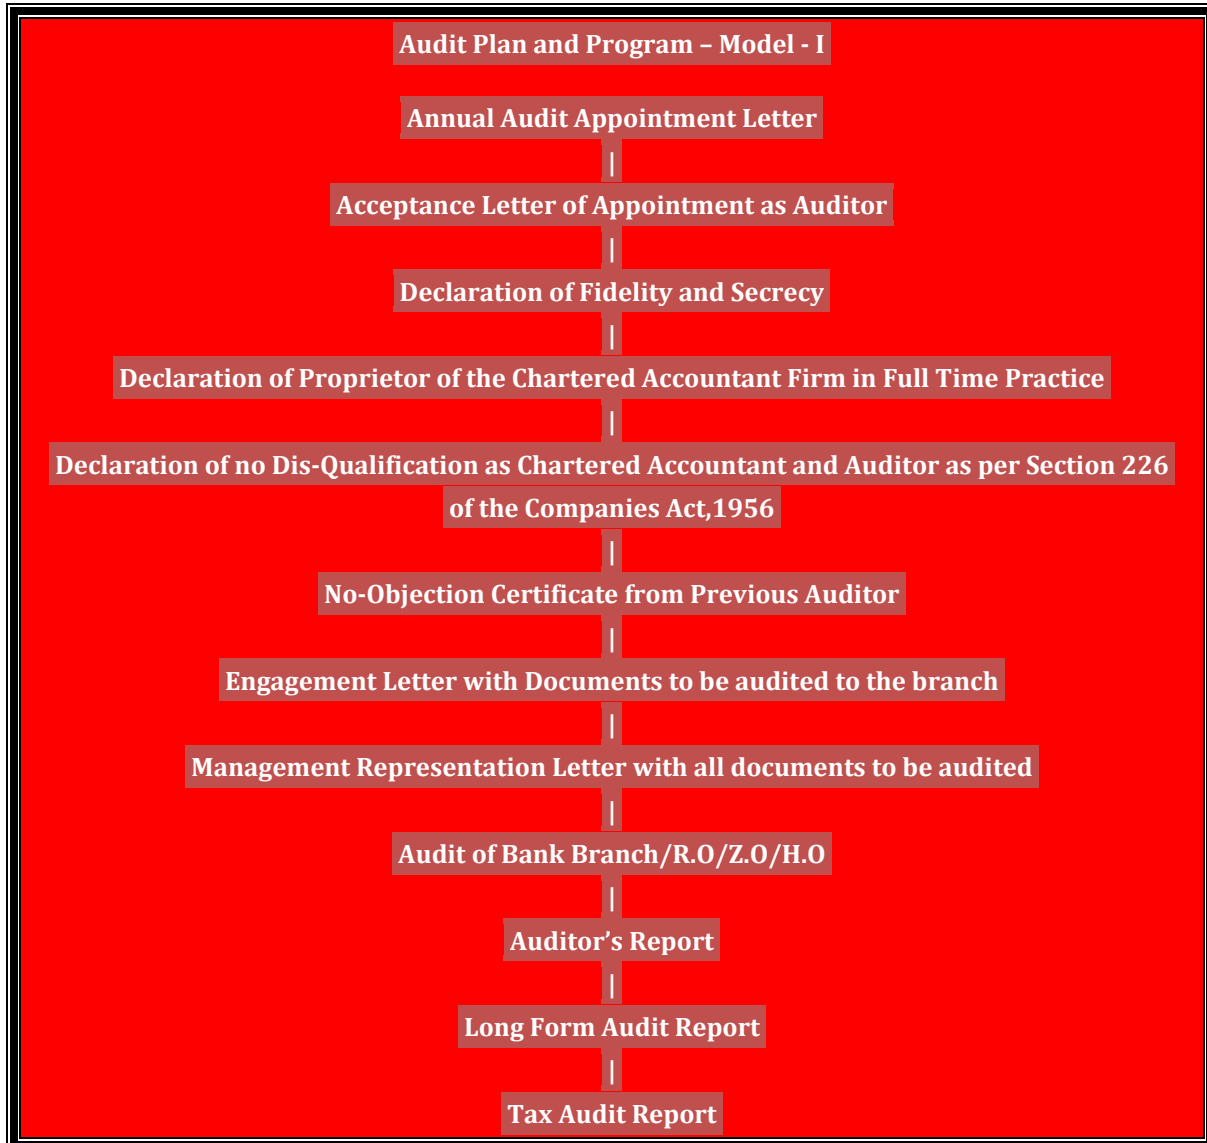 Audit Plan and Program – Model - I
Annual Audit Appointment Letter
|
Acceptance Letter of Appointment as Auditor
|
Declaration of Fidelity and Secrecy
|
Declaration of Proprietor of the Chartered Accountant Firm in Full Time Practice
|
Declaration of no Dis-Qualification as Chartered Accountant and Auditor as per Section 226
of the Companies Act,1956
|
No-Objection Certificate from Previous Auditor
|
Engagement Letter with Documents to be audited to the branch
|
Management Representation Letter with all documents to be audited
|
Audit of Bank Branch/R.O/Z.O/H.O
|
Auditor’s Report
|
Long Form Audit Report
|
Tax Audit Report